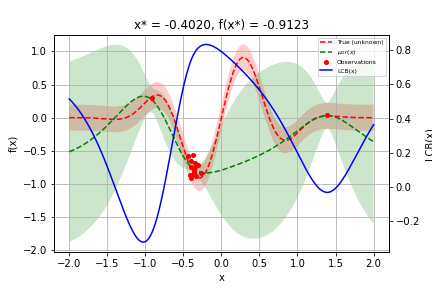 x* = -0.4020, f(x*) = -0.9123
True (unknown)
μ_GP(x)
Observations
LCB(x)
1.0
0.5
0.0
−0.5
−1.0
−1.5
−2.0
f(x)
0.8
0.6
0.4
0.2
0.0
−0.2
LCB(x)
−2.0 −1.5 −1.0 −0.5 0.0 0.5 1.0 1.5 2.0
x